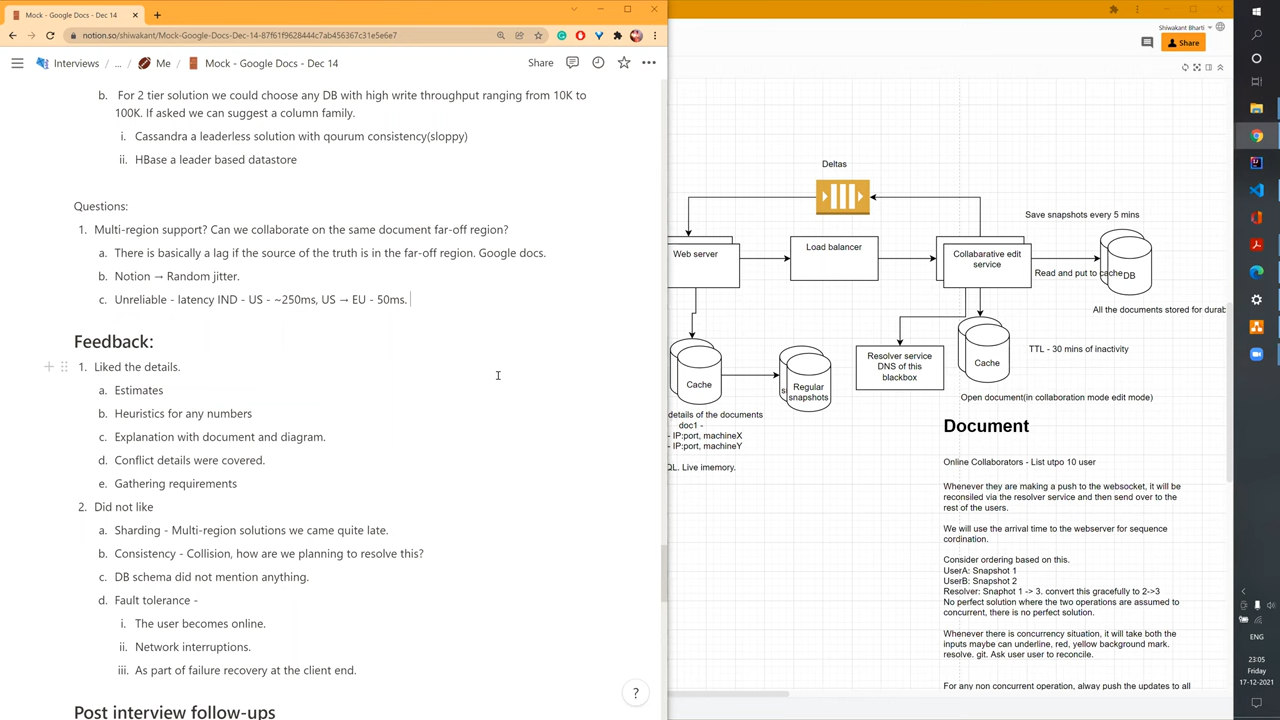 Mock - Google Docs - Dec 14
notion.so/shiwakant/Mock-Google-Docs-Dec-14-87f61f9628444c7ab456367c31e5e6e7
Interviews / ... / Me / Mock - Google Docs - Dec 14
Share
b. For 2 tier solution we could choose any DB with high write throughput ranging from 10K to
100K. If asked we can suggest a column family.
i. Cassandra a leaderless solution with qourum consistency(sloppy)
ii. HBase a leader based datastore
Questions:
1. Multi-region support? Can we collaborate on the same document far-off region?
a. There is basically a lag if the source of the truth is in the far-off region. Google docs.
b. Notion → Random jitter.
c. Unreliable - latency IND - US - ~250ms, US → EU - 50ms.
Feedback:
1. Liked the details.
a. Estimates
b. Heuristics for any numbers
c. Explanation with document and diagram.
d. Conflict details were covered.
e. Gathering requirements
2. Did not like
a. Sharding - Multi-region solutions we came quite late.
b. Consistency - Collision, how are we planning to resolve this?
c. DB schema did not mention anything.
d. Fault tolerance -
i. The user becomes online.
ii. Network interruptions.
iii. As part of failure recovery at the client end.
Post interview follow-ups
?
Shiwakant Bharti
Share
Deltas
Save snapshots every 5 mins
Web server
Load balancer
Collabarative edit
service
Read and put to cache
DB
All the documents stored for durab
Cache
Regular
snapshots
Resolver service
DNS of this
blackbox
Cache
TTL - 30 mins of inactivity
Open document(in collaboration mode edit mode)
details of the documents
doc1 -
- IP:port, machineX
- IP:port, machineY
QL. Live imemory.
Document
Online Collaborators - List utpo 10 user
Whenever they are making a push to the websocket, it will be
reconsiled via the resolver service and then send over to the
rest of the users.
We will use the arrival time to the webserver for sequence
cordination.
Consider ordering based on this.
UserA: Snapshot 1
UserB: Snapshot 2
Resolver: Snaphot 1 -> 3. convert this gracefully to 2->3
No perfect solution where the two operations are assumed to
concurrent, there is no perfect solution.
Whenever there is concurrency situation, it will take both the
inputs maybe can underline, red, yellow background mark.
resolve. git. Ask user user to reconcile.
For any non concurrent operation, alway push the updates to all
ENG
23:05
Friday
17-12-2021